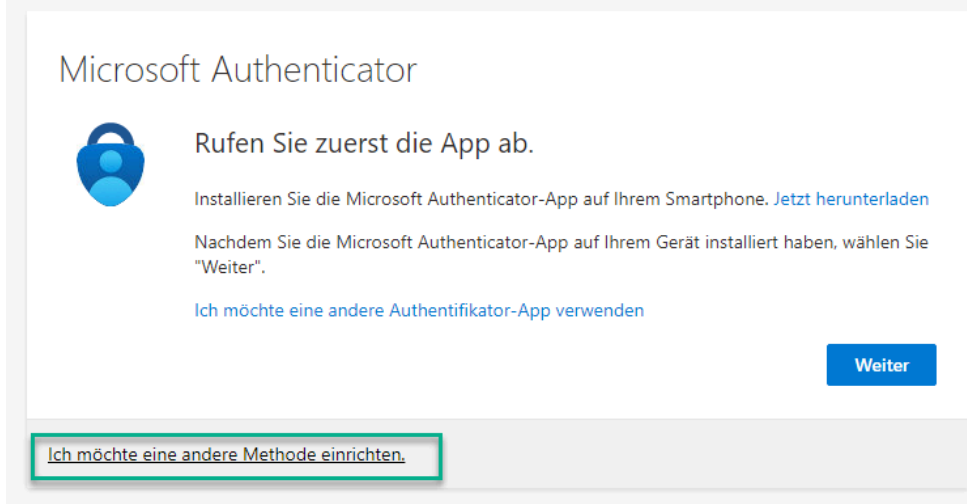 Microsoft Authenticator
Rufen Sie zuerst die App ab.
Installieren Sie die Microsoft Authenticator-App auf Ihrem Smartphone. Jetzt herunterladen
Nachdem Sie die Microsoft Authenticator-App auf Ihrem Gerät installiert haben, wählen Sie
"Weiter".
Ich möchte eine andere Authentifikator-App verwenden
Weiter
Ich möchte eine andere Methode einrichten.